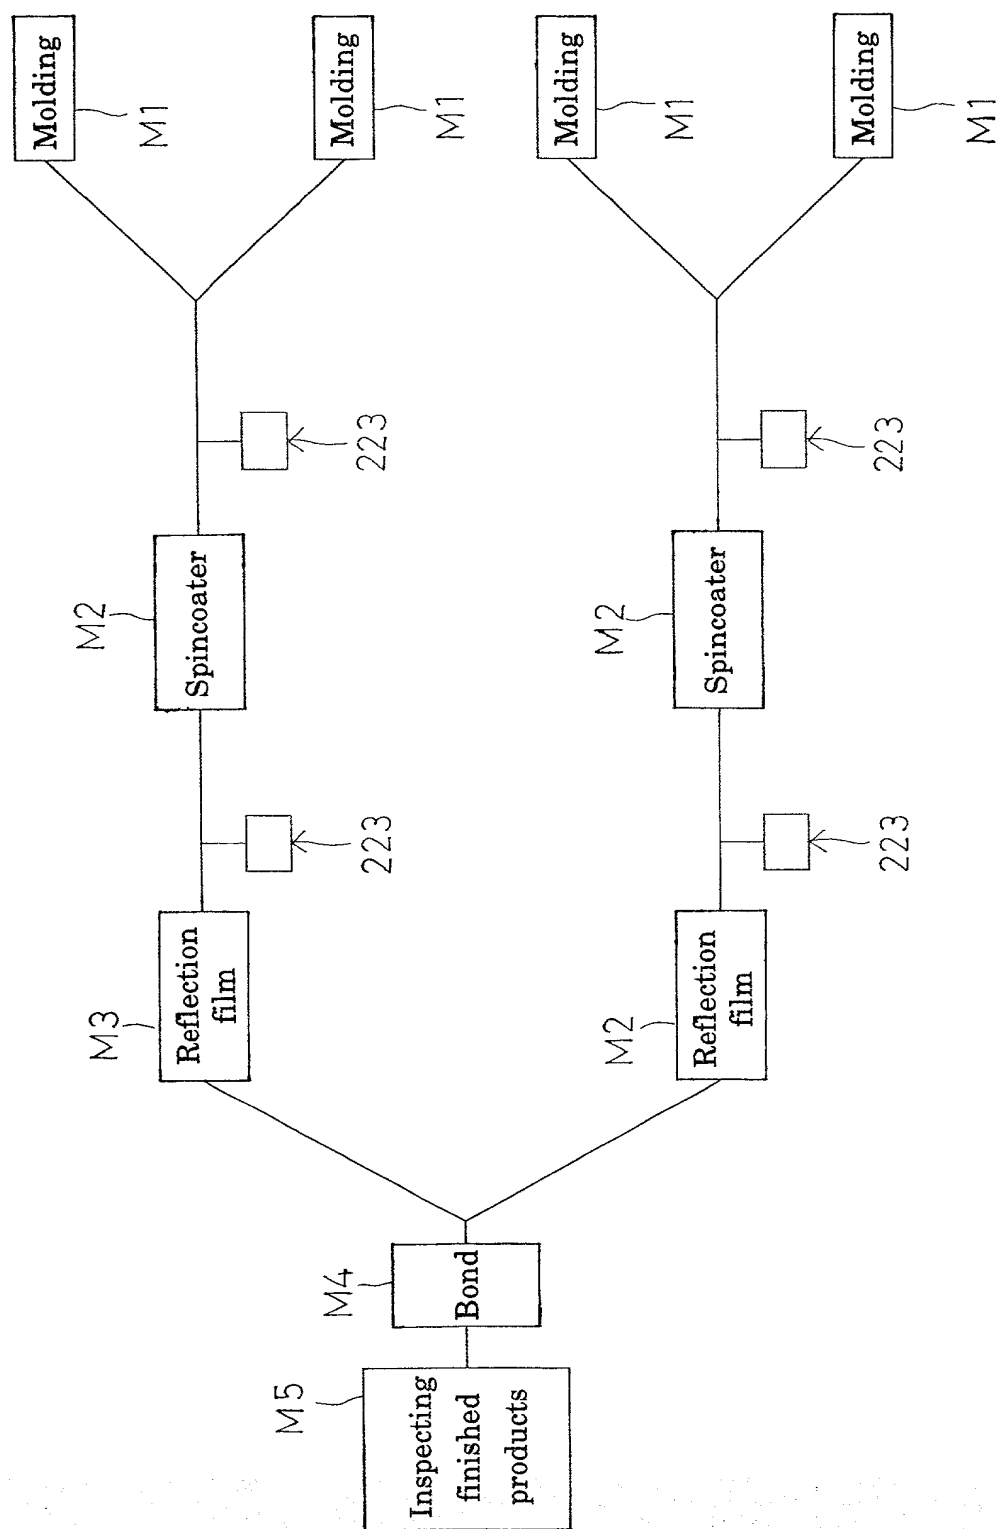 Molding
M1
Molding
M1
223
M2
Spincoater
223
M3
Reflection
film
Molding
M1
Molding
M1
223
M2
Spincoater
223
M2
Reflection
film
M4
Bond
M5
Inspecting
finished
products